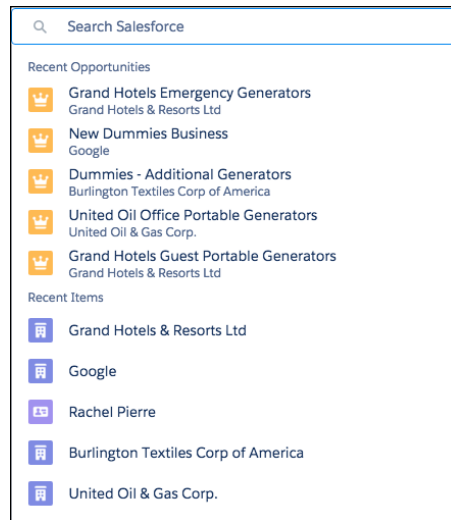 Search Salesforce
Recent Opportunities
Grand Hotels Emergency Generators
Grand Hotels & Resorts Ltd
New Dummies Business
Google
Dummies - Additional Generators
Burlington Textiles Corp of America
United Oil Office Portable Generators
United Oil & Gas Corp.
Grand Hotels Guest Portable Generators
Grand Hotels & Resorts Ltd
Recent Items
Grand Hotels & Resorts Ltd
Google
Rachel Pierre
Burlington Textiles Corp of America
United Oil & Gas Corp.